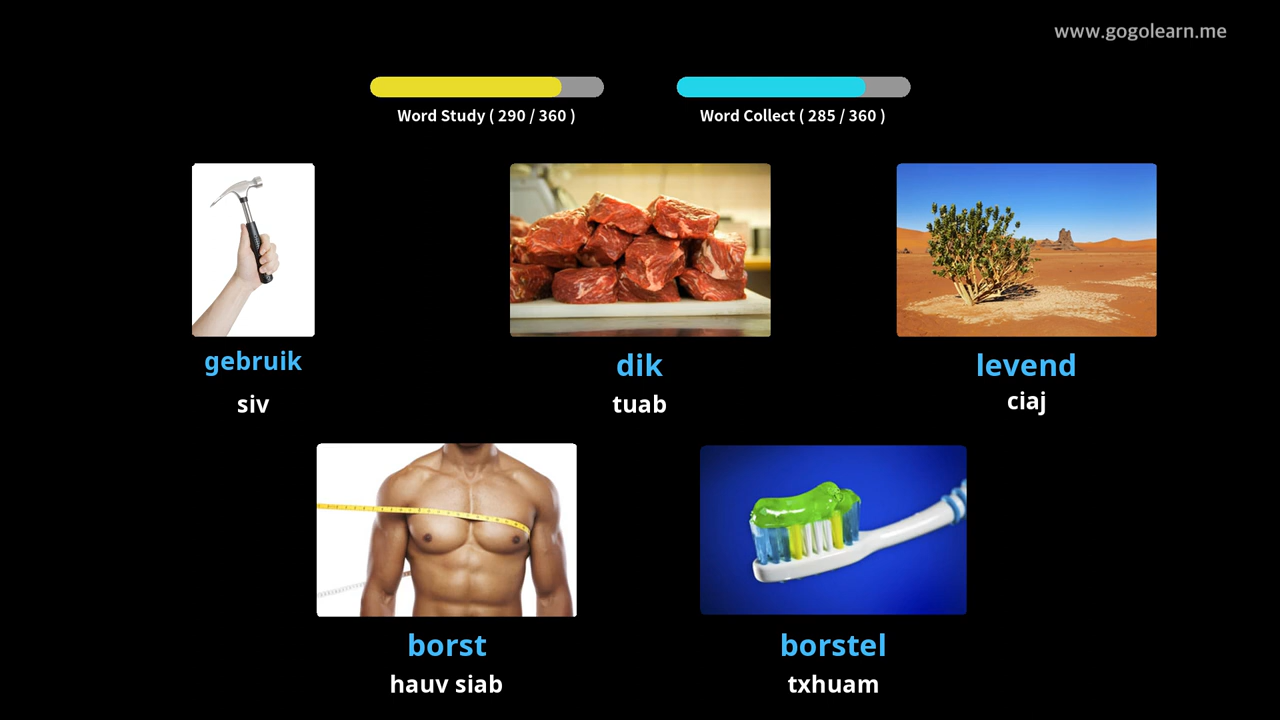 www.gogolearn.me
Word Study ( 290 / 360 )
Word Collect ( 285 / 360 )
gebruik
siv
dik
tuab
levend
ciaj
borst
hauv siab
borstel
txhuam